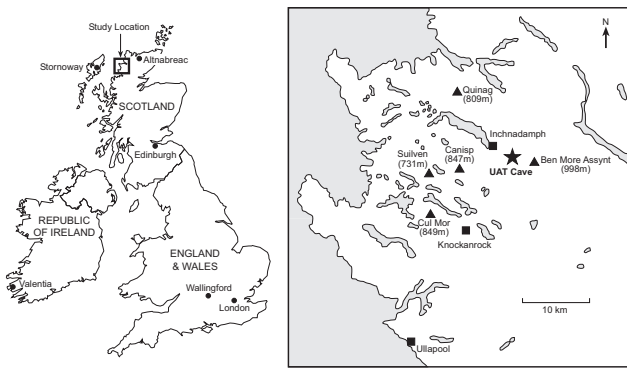 Study Location
Altnabreac
Stornoway
SCOTLAND
Edinburgh
REPUBLIC
OF IRELAND
ENGLAND
& WALES
Valentia
Wallingford
London
N
Quinag
(809m)
Inchnadamph
Canisp
(847m)
Suilven
(731m)
UAT Cave
Ben More Assynt
(998m)
Cul Mor
(849m)
Knockanrock
10 km
Ullapool